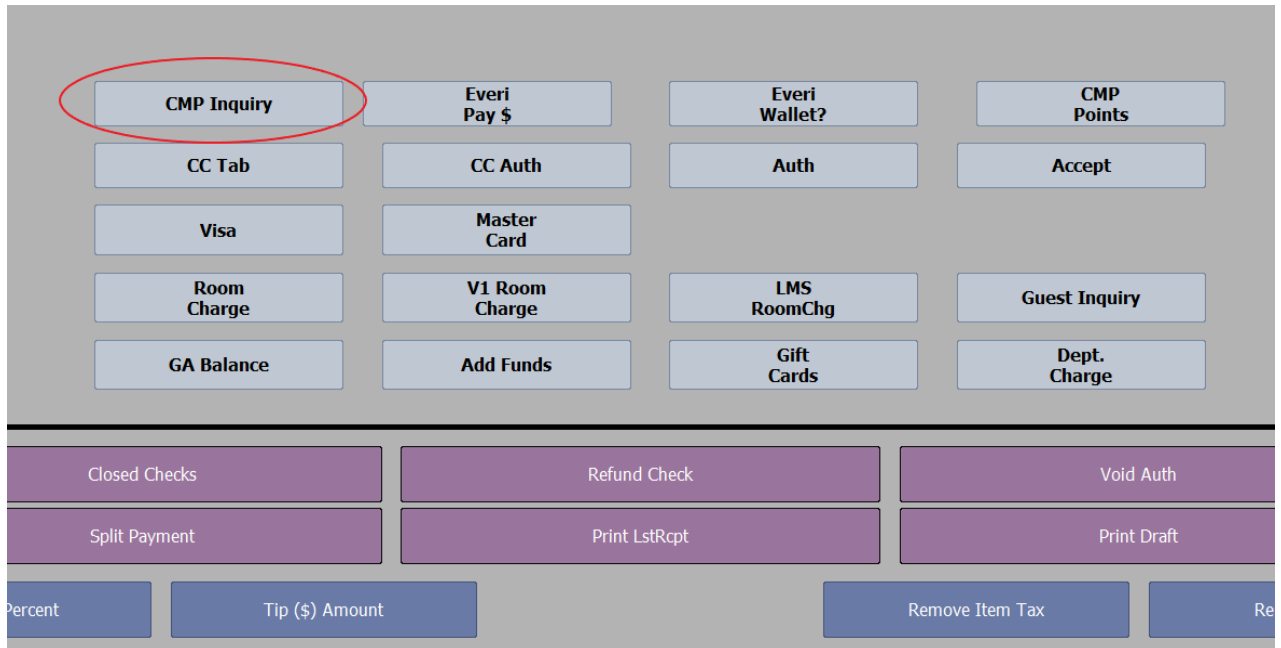 CMP Inquiry
Everi
Pay $
Everi
Wallet?
CMP
Points
CC Tab
CC Auth
Auth
Accept
Visa
Master
Card
Room
Charge
V1 Room
Charge
LMS
RoomChg
Guest Inquiry
GA Balance
Add Funds
Gift
Cards
Dept.
Charge
Closed Checks
Refund Check
Void Auth
Split Payment
Print LstRcpt
Print Draft
Percent
Tip ($) Amount
Remove Item Tax
Re